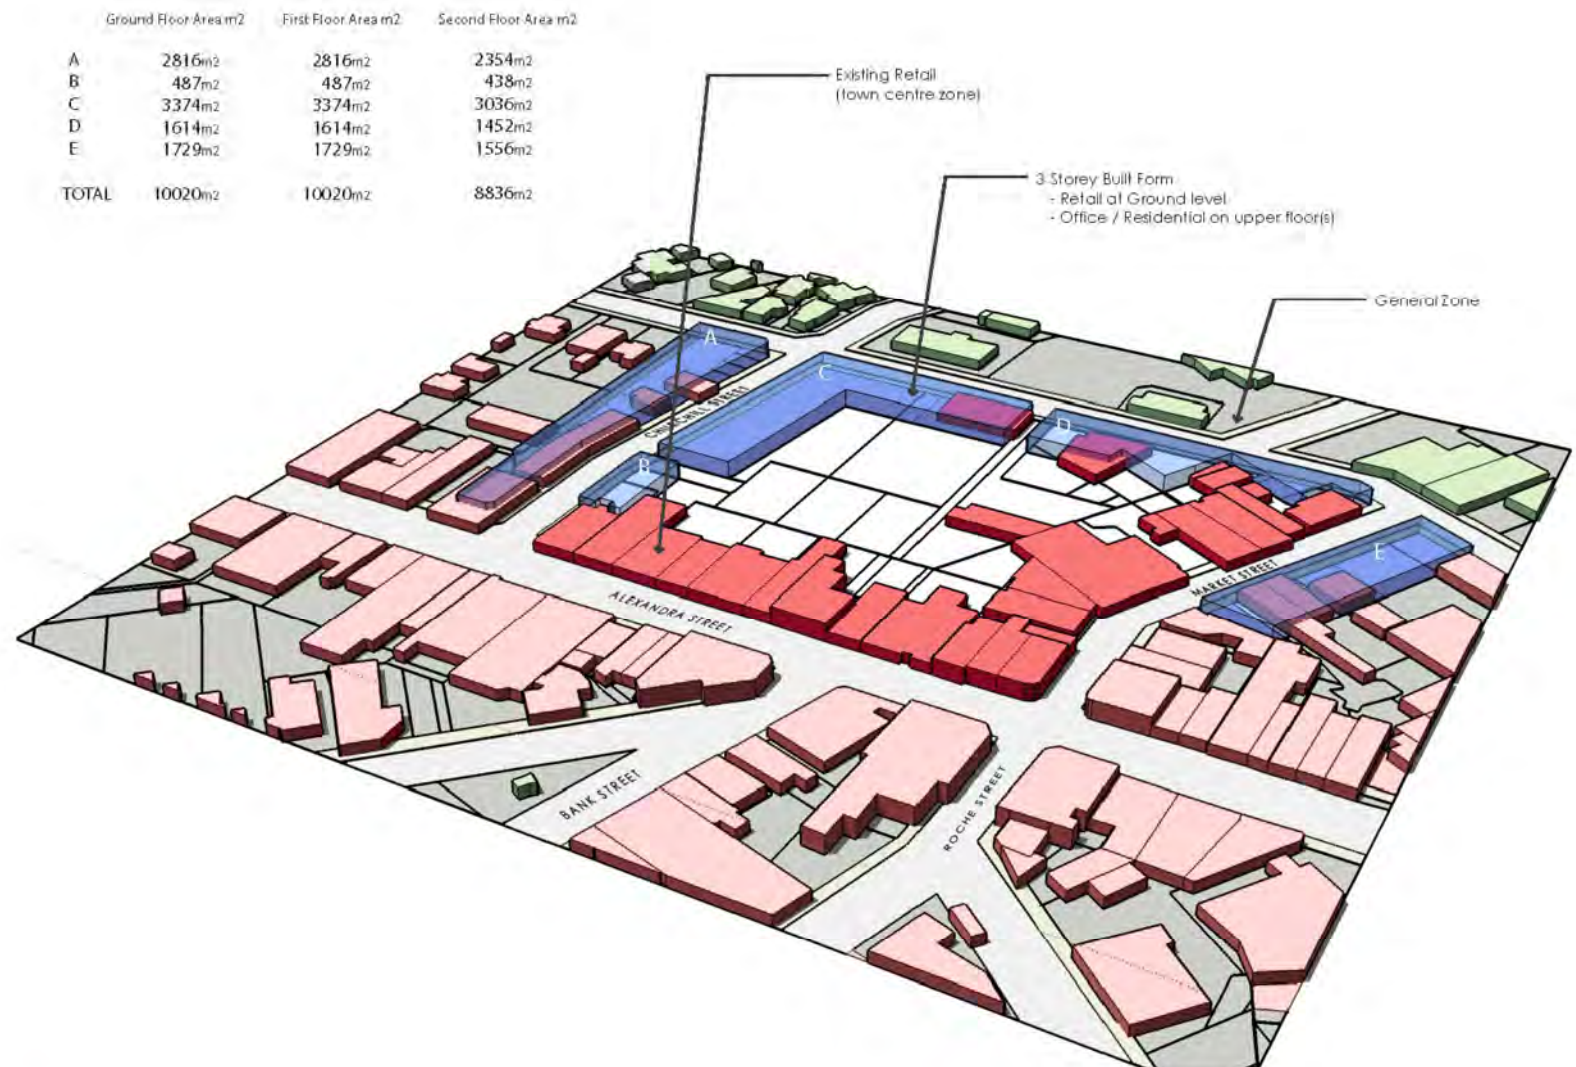 Ground Floor Area m2 First Floor Area m2 Second Floor Area m2
A 2816m2 2816m2 2354m2
B 487m2 487m2 438m2
C 3374m2 3374m2 3036m2
D 1614m2 1614m2 1452m2
E 1729m2 1729m2 1556m2
TOTAL 10020m2 10020m2 8836m2
Existing Retail
(town centre zone)
3 Storey Built Form
- Retail at Ground level
- Office / Residential on upper floor(s)
General Zone
A
C
CHURCHILL STREET
D
B
E
MARKET STREET
ALEXANDRA STREET
BANK STREET
ROCHE STREET